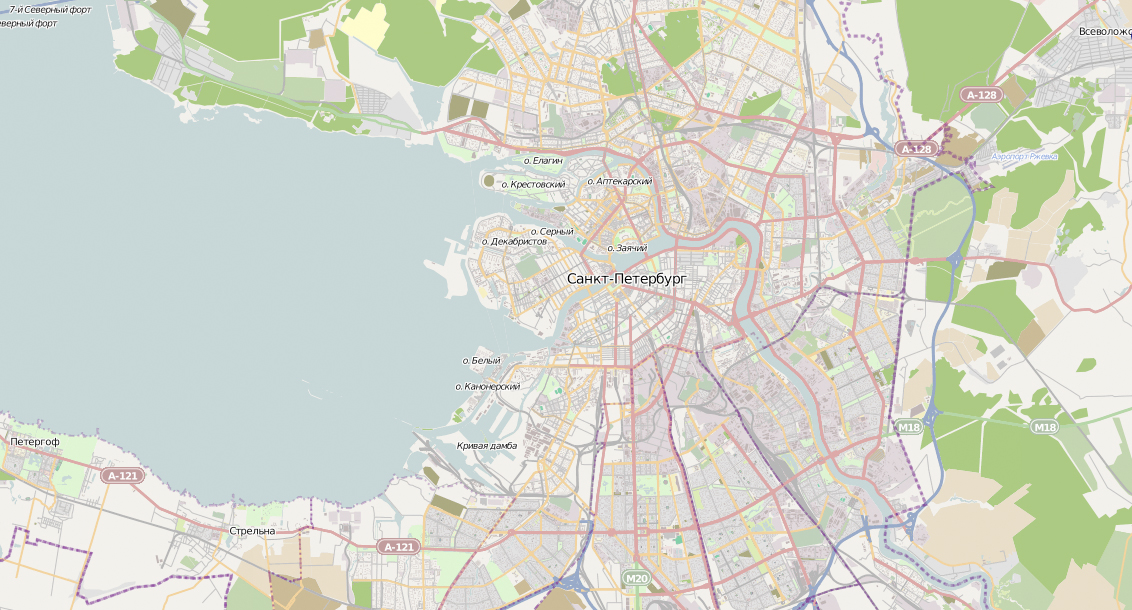 7-й Северный форт
верный форт
Всеволож
А-128
А-128
Аэропорт Ржевка
о. Елагин
о. Крестовский
о. Аптекарский
о. Серный
о. Декабристов
о. Заячий
Санкт-Петербург
о. Белый
о. Канонерский
М18
М18
Петергоф
Кривая дамба
А-121
Стрельна
А-121
М20